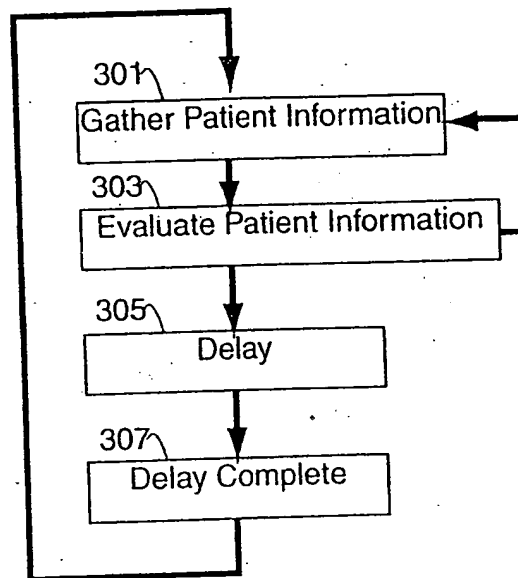 301
Gather Patient Information
303
Evaluate Patient Information
305
Delay
307
Delay Complete